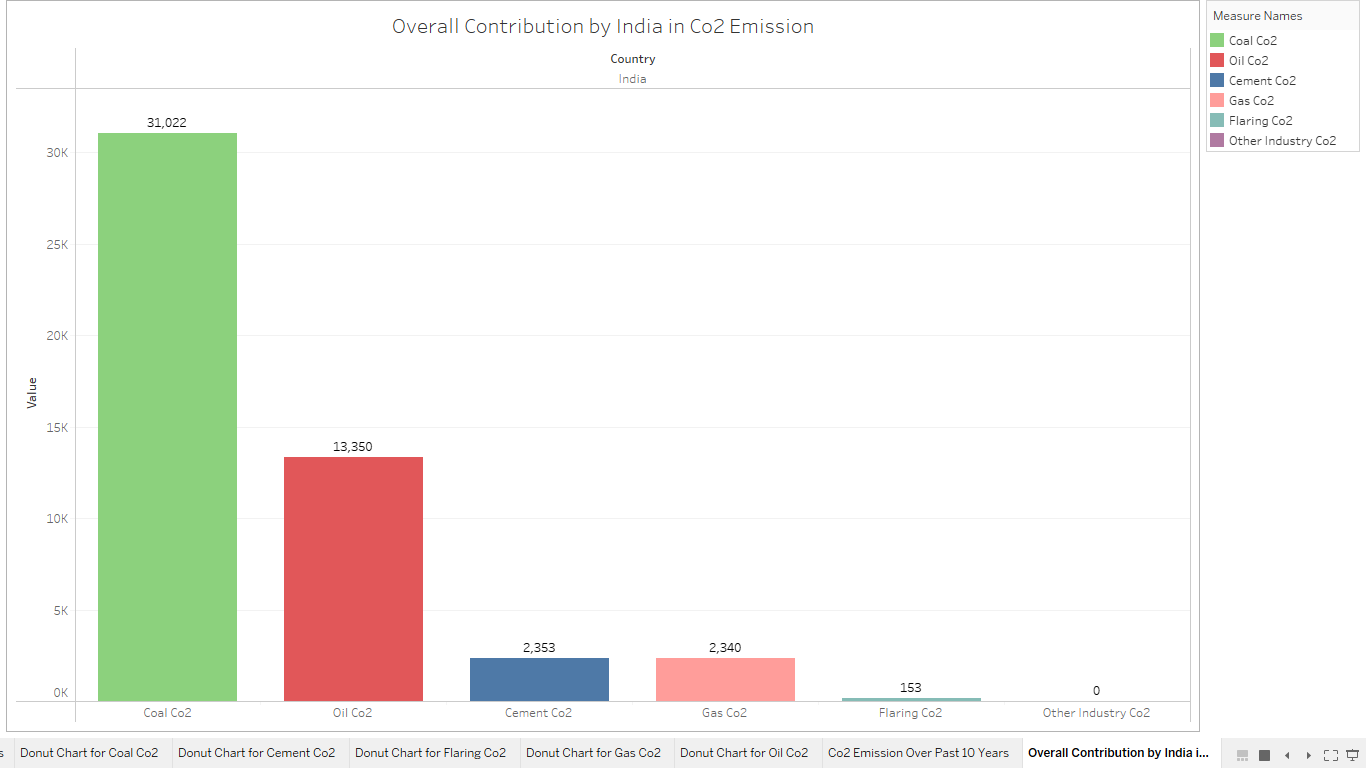 Overall Contribution by India in Co2 Emission
Country
India
Value
30K
25K
20K
15K
10K
5K
0K
31,022
13,350
2,353
2,340
153
0
Coal Co2
Oil Co2
Cement Co2
Gas Co2
Flaring Co2
Other Industry Co2
Measure Names
Coal Co2
Oil Co2
Cement Co2
Gas Co2
Flaring Co2
Other Industry Co2
s
Donut Chart for Coal Co2
Donut Chart for Cement Co2
Donut Chart for Flaring Co2
Donut Chart for Gas Co2
Donut Chart for Oil Co2
Co2 Emission Over Past 10 Years
Overall Contribution by India i...